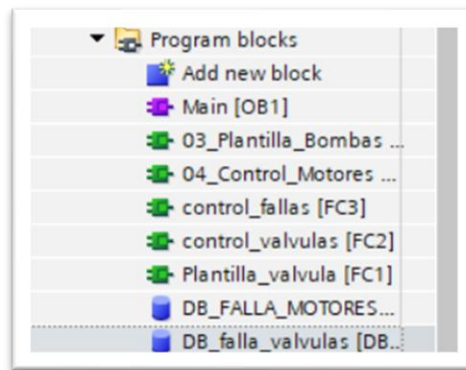 Program blocks
Add new block
Main [OB1]
03_Plantilla_Bombas ...
04_Control_Motores ...
control_fallas [FC3]
control_valvulas [FC2]
Plantilla_valvula [FC1]
DB_FALLA_MOTORES...
DB_falla_valvulas [DB...